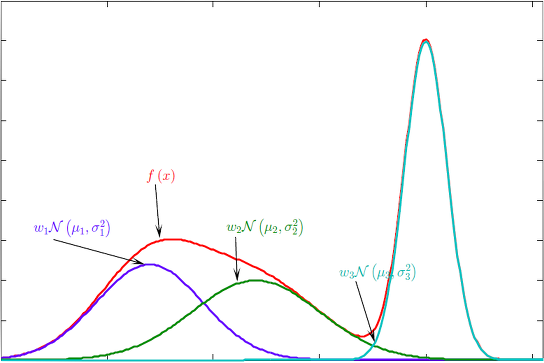 f (x)
w₁𝒩 (μ₁, σ₁²)
w₂𝒩 (μ₂, σ₂²)
w₃𝒩 (μ₃, σ₃²)